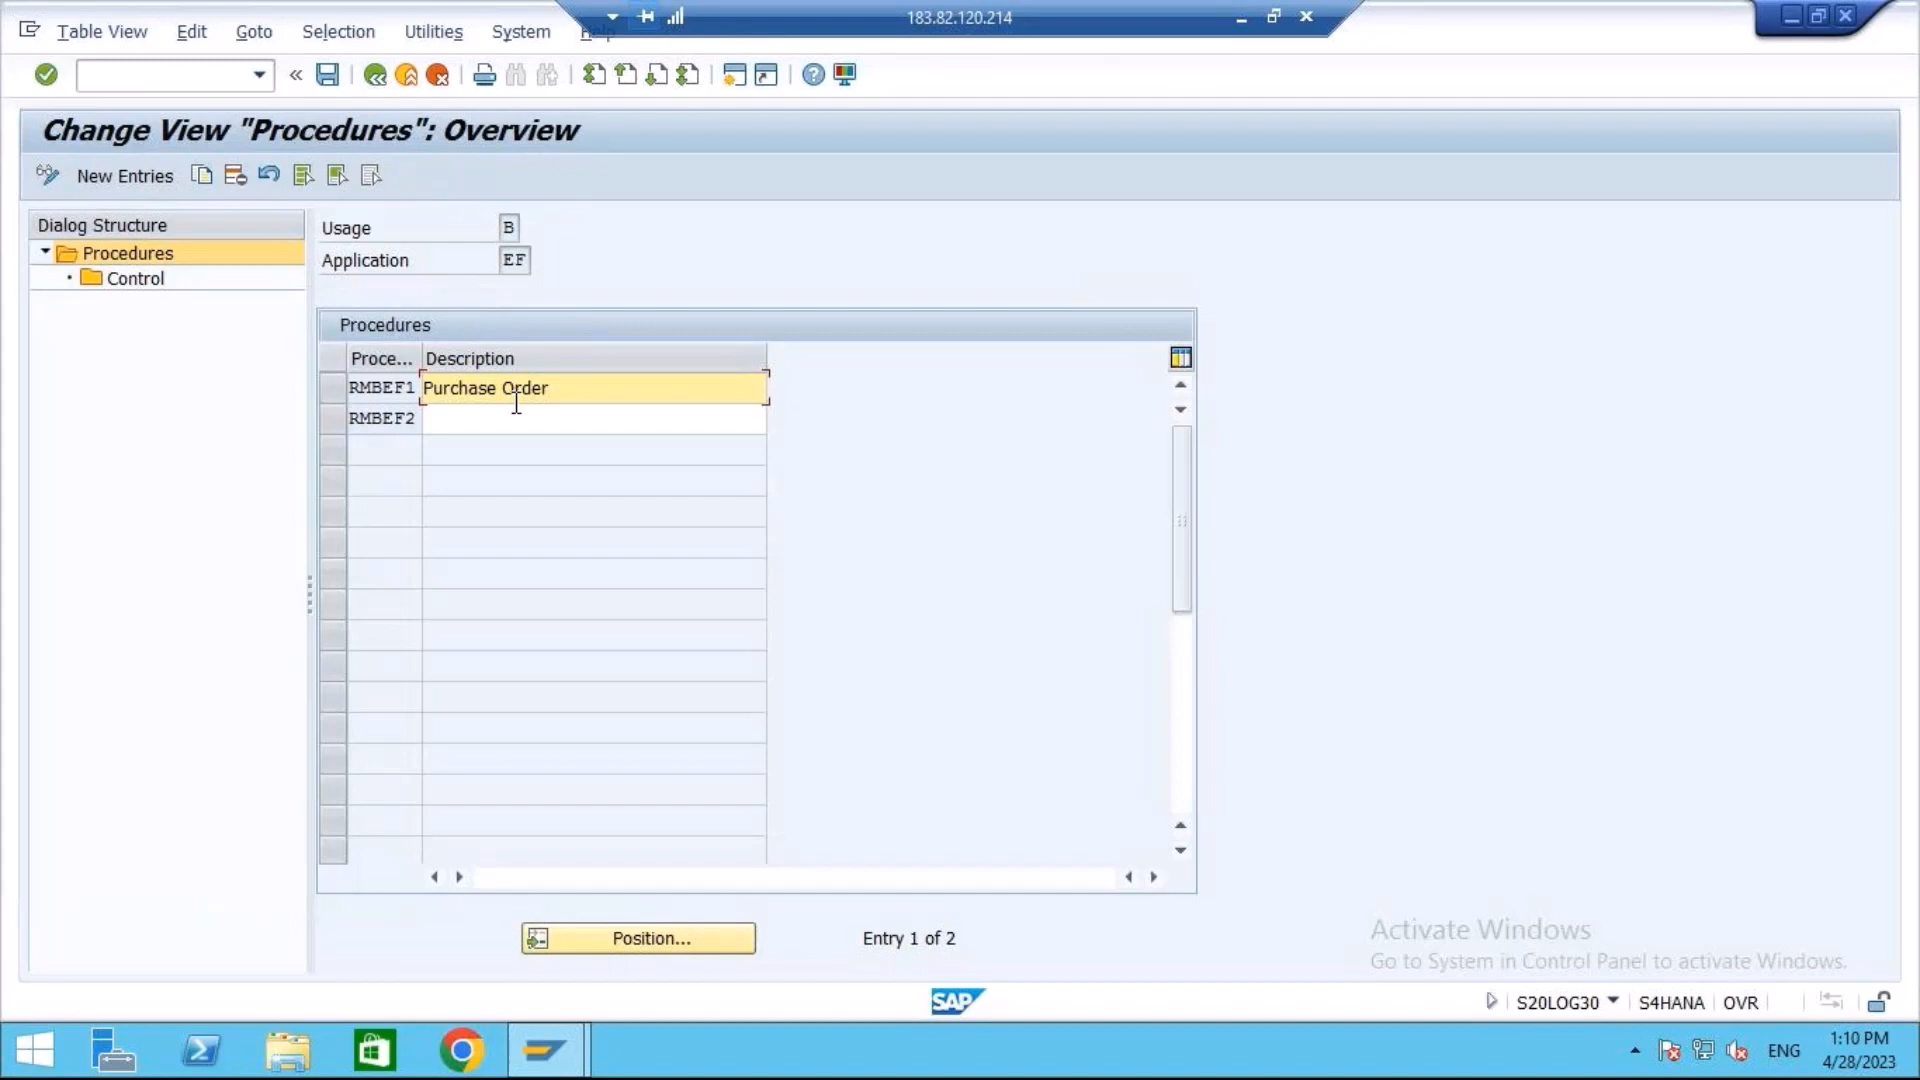 183.82.120.214
Table View Edit Goto Selection Utilities System Help
Change View "Procedures": Overview
New Entries
Dialog Structure
Procedures
Control
Usage B
Application EF
Procedures
Proce... Description
RMBEF1 Purchase Order
RMBEF2
Position... Entry 1 of 2
Activate Windows
Go to System in Control Panel to activate Windows.
SAP
S20LOG30 S4HANA OVR
ENG
1:10 PM
4/28/2023